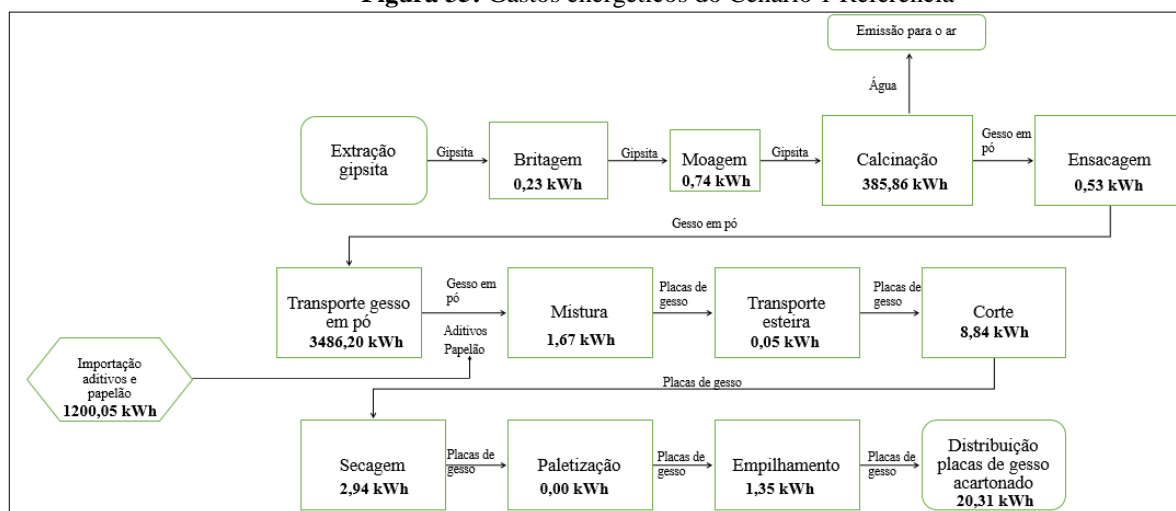 Figura 35: Gastos energéticos do Cenário 1 Referência
Emissão para o ar
Água
Extração
gipsita
Gipsita
Britagem
0,23 kWh
Gipsita
Moagem
0,74 kWh
Gipsita
Calcinação
385,86 kWh
Gesso em
pó
Ensacagem
0,53 kWh
Gesso em pó
Transporte gesso
em pó
3486,20 kWh
Gesso em
pó
Aditivos
Papelão
Mistura
1,67 kWh
Placas de
gesso
Transporte
esteira
0,05 kWh
Placas de
gesso
Corte
8,84 kWh
Importação
aditivos e
papelão
1200,05 kWh
Placas de gesso
Secagem
2,94 kWh
Placas de
gesso
Paletização
0,00 kWh
Placas de
gesso
Empilhamento
1,35 kWh
Placas de
gesso
Distribuição
placas de gesso
acartonado
20,31 kWh